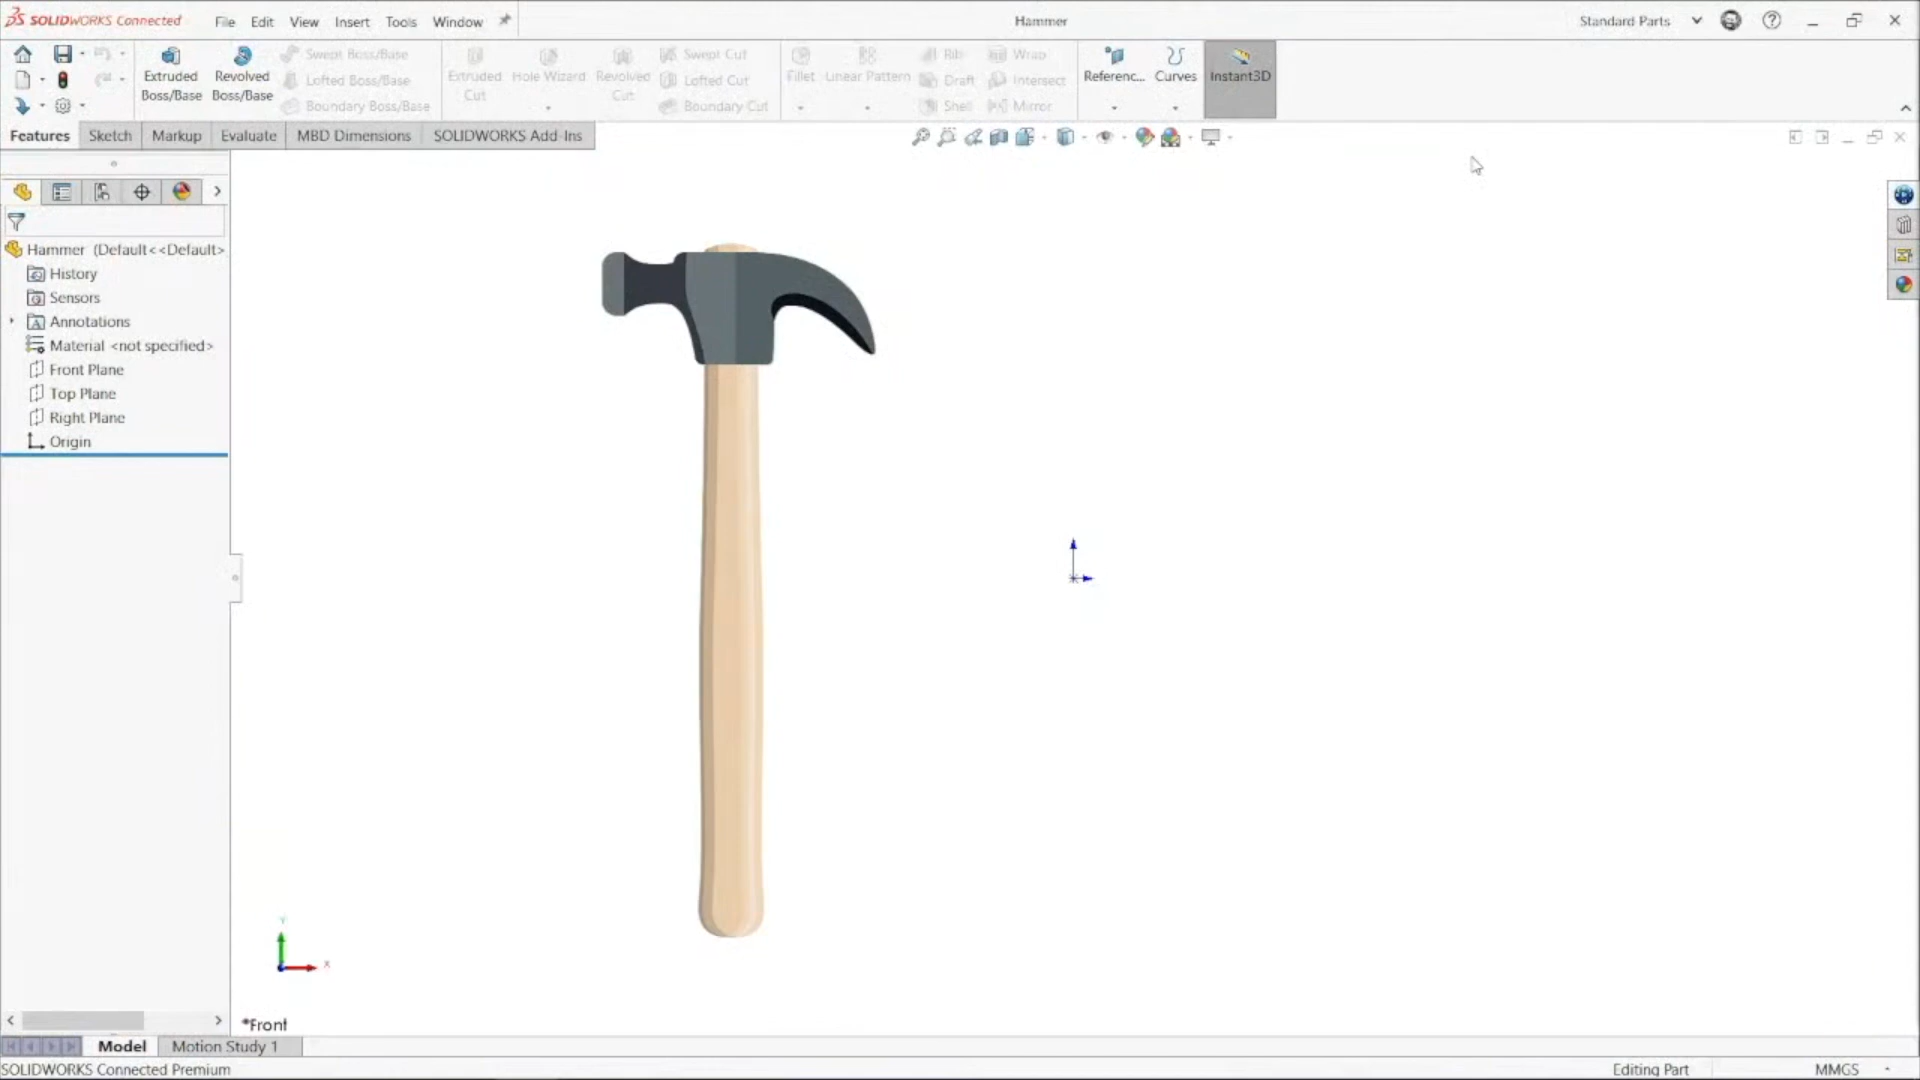 SOLIDWORKS Connected File Edit View Insert Tools Window Hammer Standard Parts
Extruded Boss/Base
Revolved Boss/Base
Swept Boss/Base
Lofted Boss/Base
Boundary Boss/Base
Extruded Cut
Hole Wizard
Revolved Cut
Swept Cut
Lofted Cut
Boundary Cut
Fillet
Linear Pattern
Rib
Draft
Shell
Wrap
Intersect
Mirror
Referenc...
Curves
Instant3D
Features Sketch Markup Evaluate MBD Dimensions SOLIDWORKS Add-Ins
Hammer (Default<<Default>
History
Sensors
Annotations
Material <not specified>
Front Plane
Top Plane
Right Plane
Origin
Y
X
*Front
Model Motion Study 1
SOLIDWORKS Connected Premium Editing Part MMGS